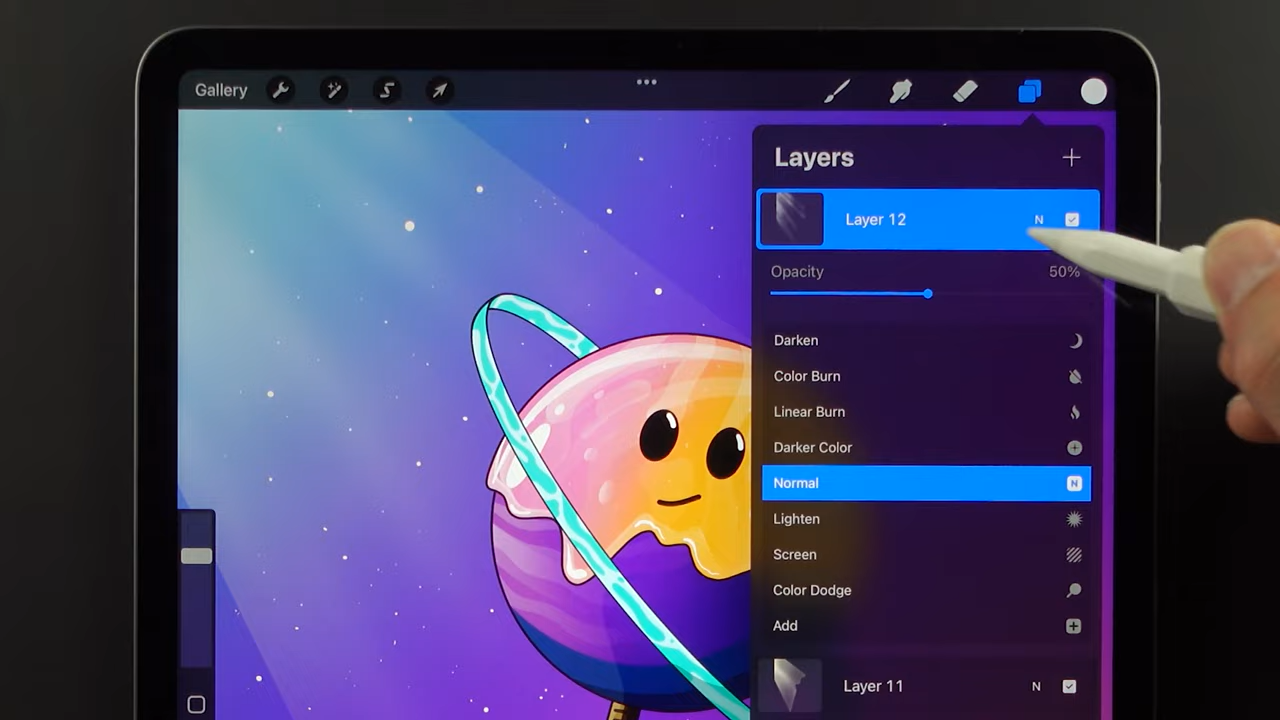 Gallery
Layers
Layer 12 N
Opacity 50%
Darken
Color Burn
Linear Burn
Darker Color
Normal N
Lighten
Screen
Color Dodge
Add
Layer 11 N